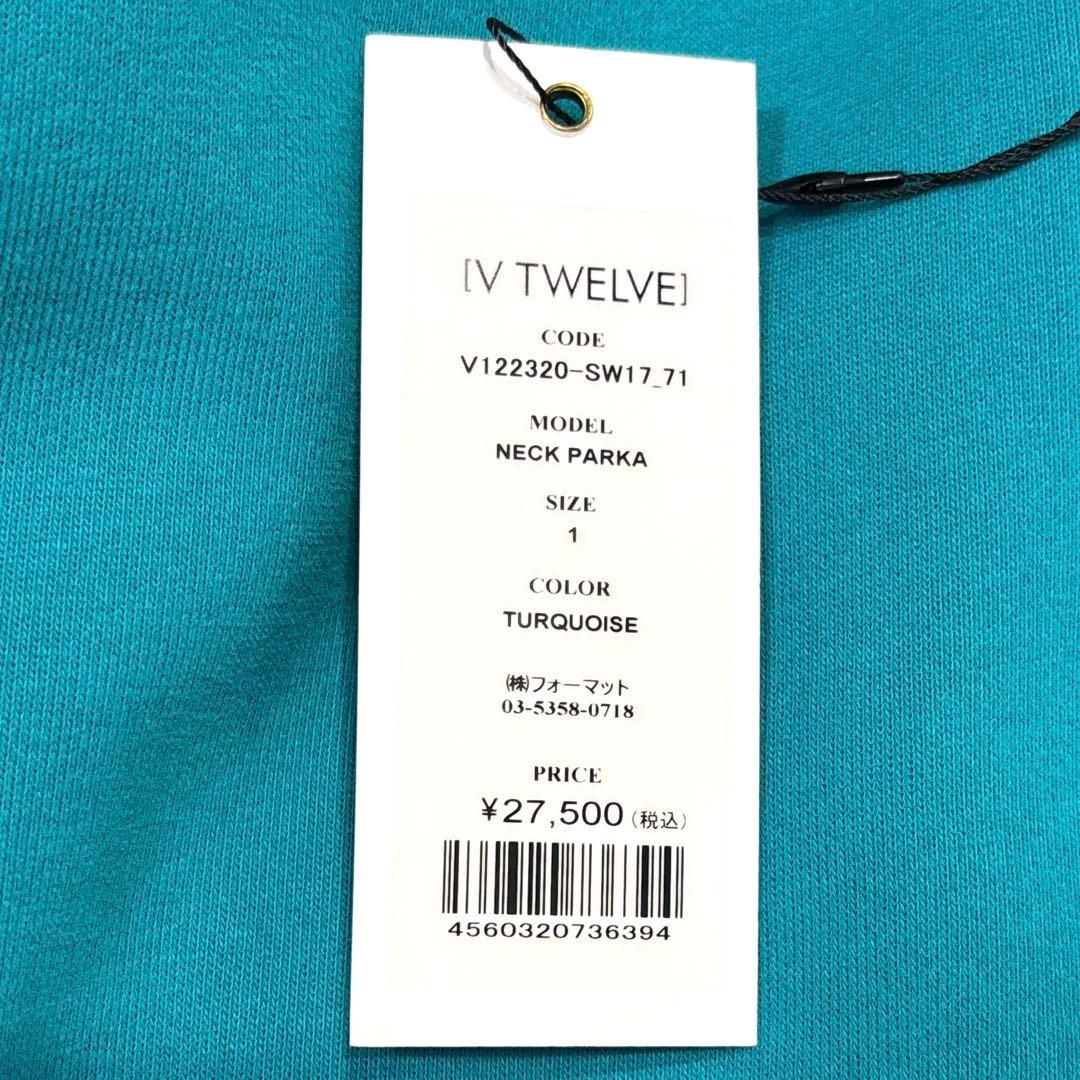 [V TWELVE]
CODE
V122320-SW17_71
MODEL
NECK PARKA
SIZE
1
COLOR
TURQUOISE
㈱フォーマット
03-5358-0718
PRICE
¥27,500(税込)
4560320736394